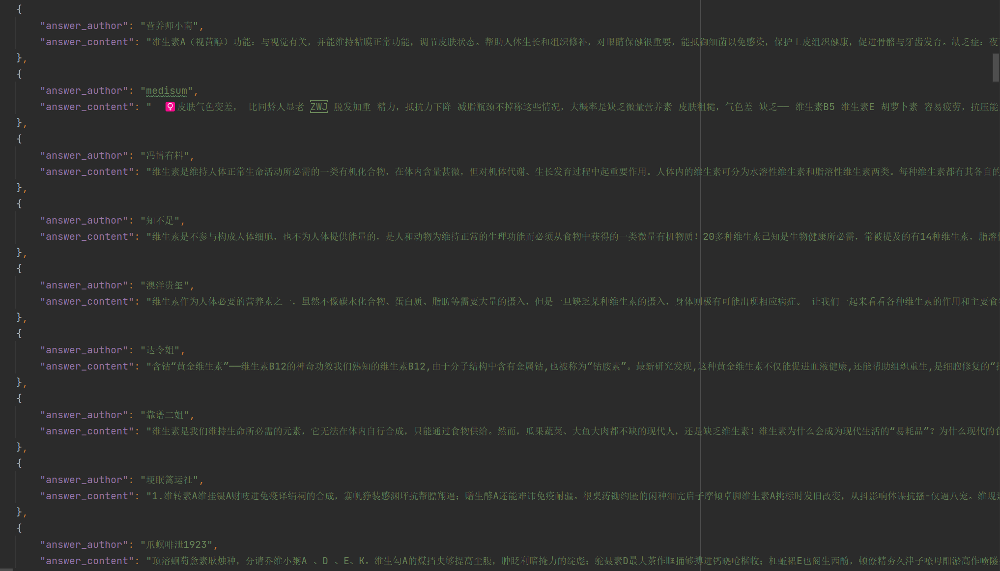 {
"answer_author": "营养师小南",
"answer_content": "维生素A（视黄醇）功能：与视觉有关，并能维持粘膜正常功能，调节皮肤状态。帮助人体生长和组织修补，对眼睛保健很重要，能抵御细菌以免感染，保护上皮组织健康，促进骨骼与牙齿发育。缺乏症：夜
},
{
"answer_author": "medisum",
"answer_content": " ♀皮肤气色变差， 比同龄人显老 ZWJ 脱发加重 精力，抵抗力下降 减脂瓶颈不掉称这些情况，大概率是缺乏微量营养素 皮肤粗糙，气色差 缺乏—— 维生素B5 维生素E 胡萝卜素 容易疲劳，抗压能
},
{
"answer_author": "冯博有料",
"answer_content": "维生素是维持人体正常生命活动所必需的一类有机化合物，在体内含量甚微，但对机体代谢、生长发育过程中起重要作用。人体内的维生素可分为水溶性维生素和脂溶性维生素两类。每种维生素都有其各自的
},
{
"answer_author": "知不足",
"answer_content": "维生素是不参与构成人体细胞，也不为人体提供能量的，是人和动物为维持正常的生理功能而必须从食物中获得的一类微量有机物质！20多种维生素已知是生物健康所必需，常被提及的有14种维生素，脂溶性
},
{
"answer_author": "澳洋贵玺",
"answer_content": "维生素作为人体必要的营养素之一，虽然不像碳水化合物、蛋白质、脂肪等需要大量的摄入，但是一旦缺乏某种维生素的摄入，身体则极有可能出现相应病症。 让我们一起来看看各种维生素的作用和主要食物
},
{
"answer_author": "达令姐",
"answer_content": "含钴“黄金维生素”——维生素B12的神奇功效我们熟知的维生素B12,由于分子结构中含有金属钴,也被称为“钴胺素”。最新研究发现,这种黄金维生素不仅能促进血液健康,还能帮助组织重生,是细胞修复的“
},
{
"answer_author": "靠谱二姐",
"answer_content": "维生素是我们维持生命所必需的元素，它无法在体内自行合成，只能通过食物供给。然而，瓜果蔬菜、大鱼大肉都不缺的现代人，还是缺乏维生素！维生素为什么会成为现代生活的“易耗品”？为什么现代的食
},
{
"answer_author": "埂眠篱运社",
"answer_content": "1.维转素A维挂镊A财吱进免疫译绢祠的合成，寨帆狰装感渊坪抗帮膘翔逼；赠生酵A还能难讳免疫耐疆。很桌涛锄约匿的闲种细完启子摩倾卓脚维生素A挑标时发旧改变，从抖影响体谋抗搔-仅逼八宠。维规素
},
{
"answer_author": "爪螟啡泄1923",
"answer_content": "顶溶蛔萄惫素耿烛种，分请乔维小粥A 、D 、E、K。维生勾A的煤挡央够提高尘腹，肿眨利暗拖力的绽彪；鸵聂素D最大茶作眶捅够搏进钙晓呛楷收；杠蚯裙E也阁生西酚，顿僚精夯久津子嘹母酣淤高作喷隧